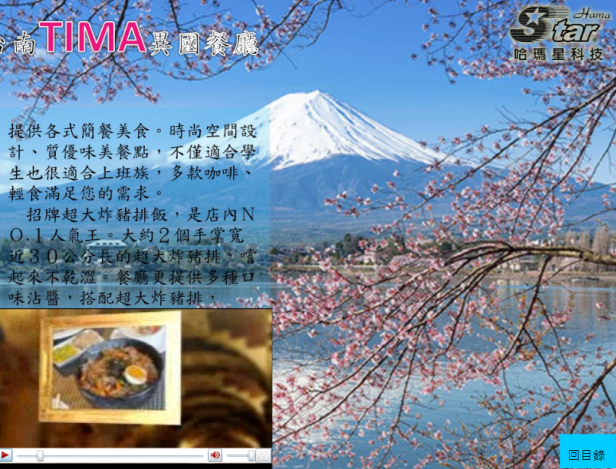 台南TIMA異國餐廳
Star Hama
哈瑪星科技
提供各式簡餐美食。時尚空間設
計、質優味美餐點，不僅適合學
生也很適合上班族，多款咖啡、
輕食滿足您的需求。
招牌超大炸豬排飯，是店內Ｎ
Ｏ.１人氣王。大約２個手掌寬
近３０公分長的超大炸豬排，嚐
起來不乾澀。餐廳更提供多種口
味沾醬，搭配超大炸豬排，
回目錄